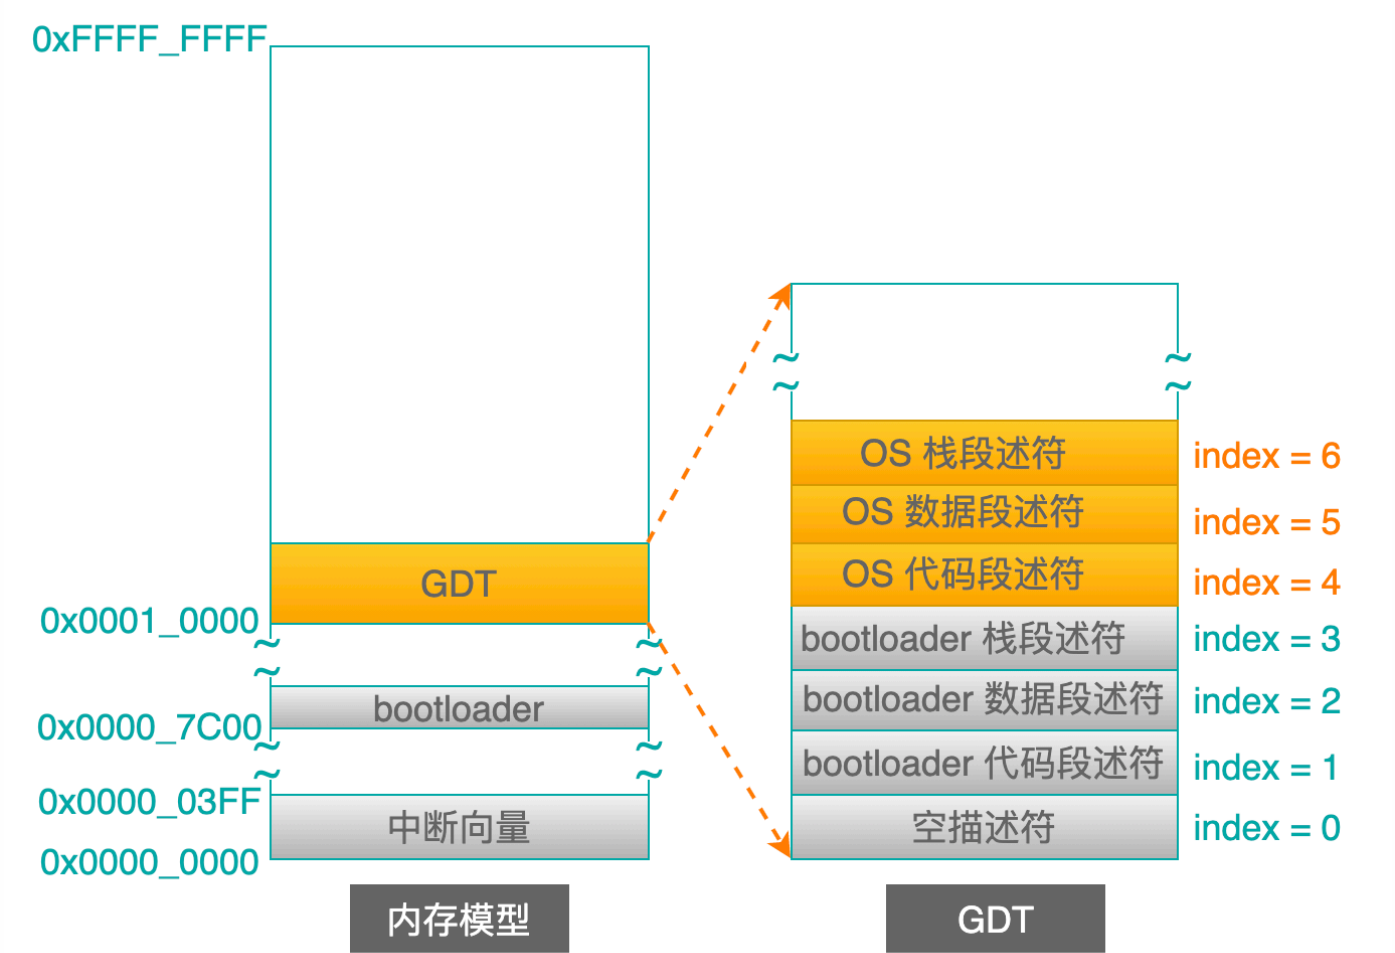 0xFFFF_FFFF
GDT
0x0001_0000
bootloader
0x0000_7C00
0x0000_03FF
中断向量
0x0000_0000
内存模型
OS 栈段述符
index = 6
OS 数据段述符
index = 5
OS 代码段述符
index = 4
bootloader 栈段述符
index = 3
bootloader 数据段述符
index = 2
bootloader 代码段述符
index = 1
空描述符
index = 0
GDT